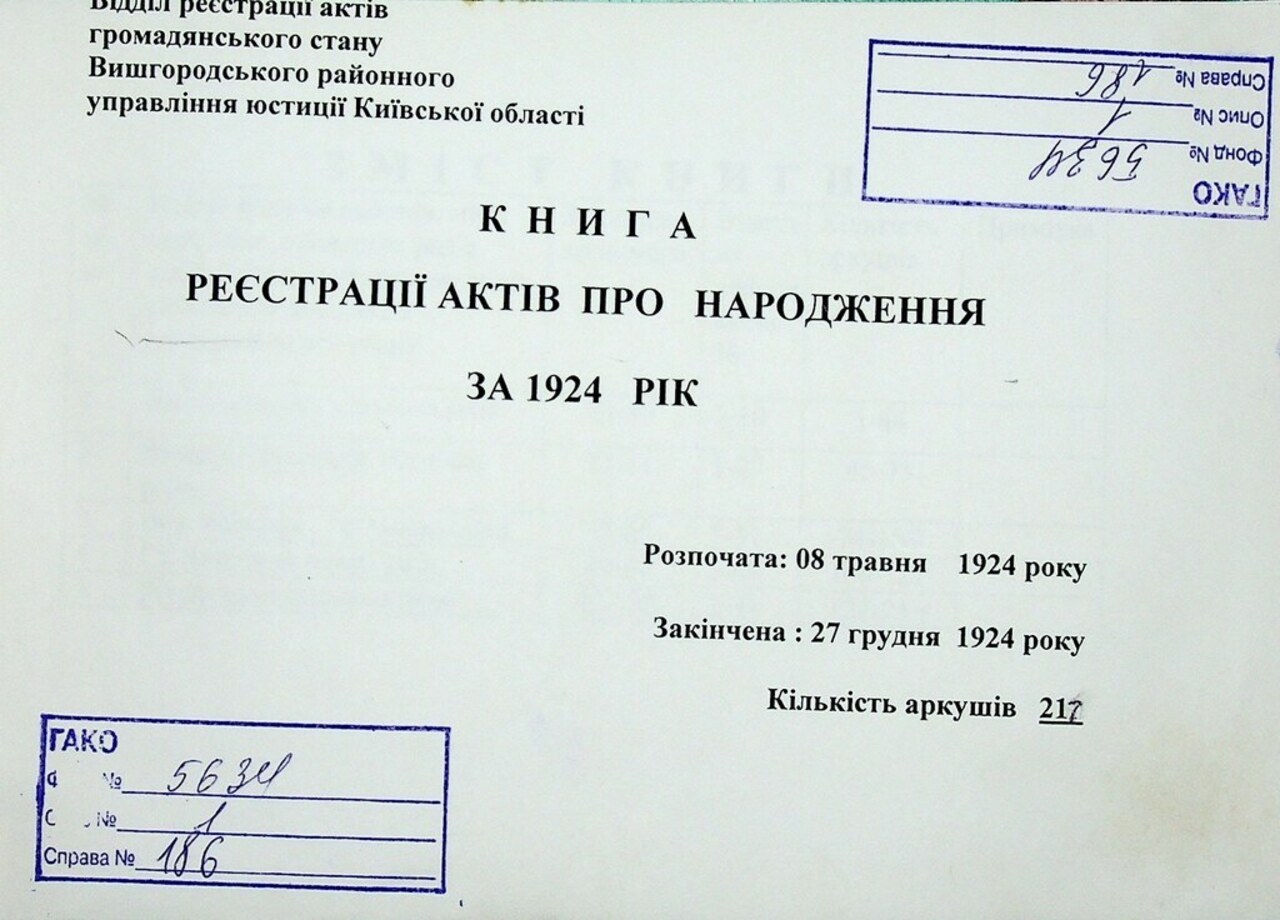 Відділ реєстрації актів
громадянського стану
Вишгородського районного
управління юстиції Київської області
ГАКО
Фонд № 5634
Опис № 1
Справа № 186
К Н И Г А
РЕЄСТРАЦІЇ АКТІВ ПРО НАРОДЖЕННЯ
ЗА 1924 РІК
Розпочата: 08 травня 1924 року
Закінчена : 27 грудня 1924 року
Кількість аркушів 217
ГАКО
№ 5634
№ 1
Справа № 186